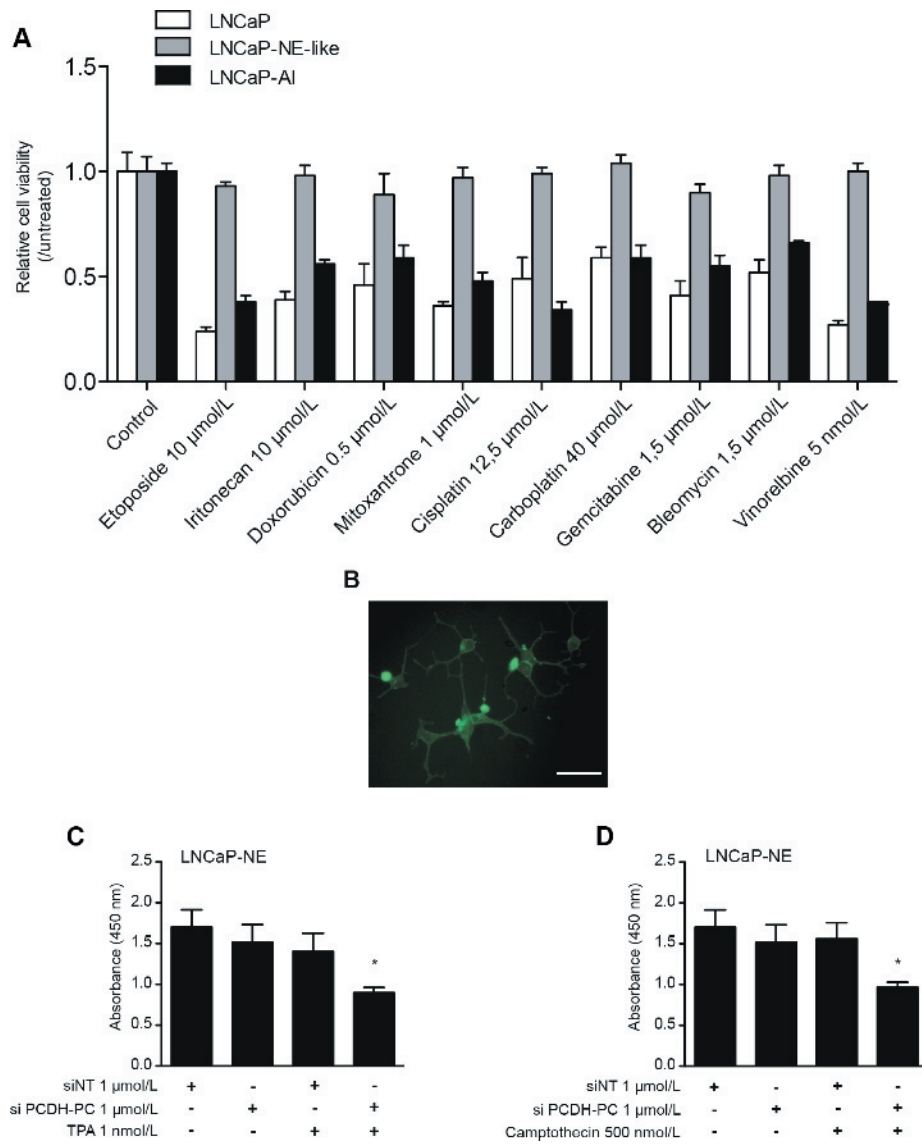 A
LNCaP
LNCaP-NE-like
LNCaP-AI
Relative cell viability
(/untreated)
1.5
1.0
0.5
0.0
Control
Etoposide 10 µmol/L
Iritonecan 10 µmol/L
Doxorubicin 0.5 µmol/L
Mitoxantrone 1 µmol/L
Cisplatin 12,5 µmol/L
Carboplatin 40 µmol/L
Gemcitabine 1,5 µmol/L
Bleomycin 1,5 µmol/L
Vinorelbine 5 nmol/L
B
C
LNCaP-NE
Absorbance (450 nm)
2.5
2.0
1.5
1.0
0.5
0.0
*
siNT 1 µmol/L + - + -
si PCDH-PC 1 µmol/L - + - +
TPA 1 nmol/L - - + +
D
LNCaP-NE
Absorbance (450 nm)
2.5
2.0
1.5
1.0
0.5
0.0
*
siNT 1 µmol/L + - + -
si PCDH-PC 1 µmol/L - + - +
Camptothecin 500 nmol/L - - + +